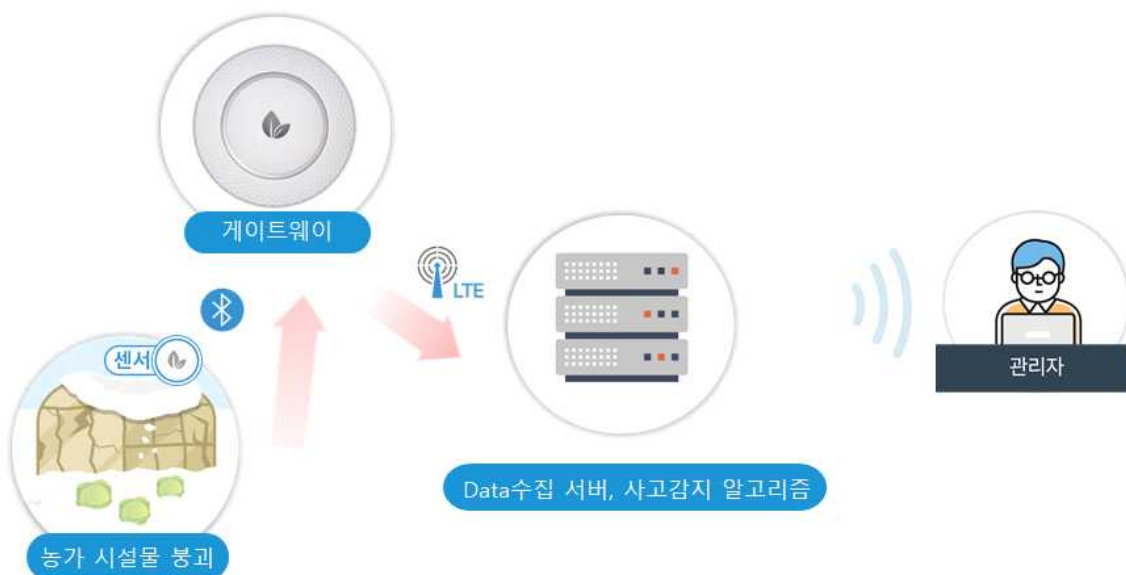 게이트웨이
LTE
센서
관리자
Data수집 서버, 사고감지 알고리즘
농가 시설물 붕괴